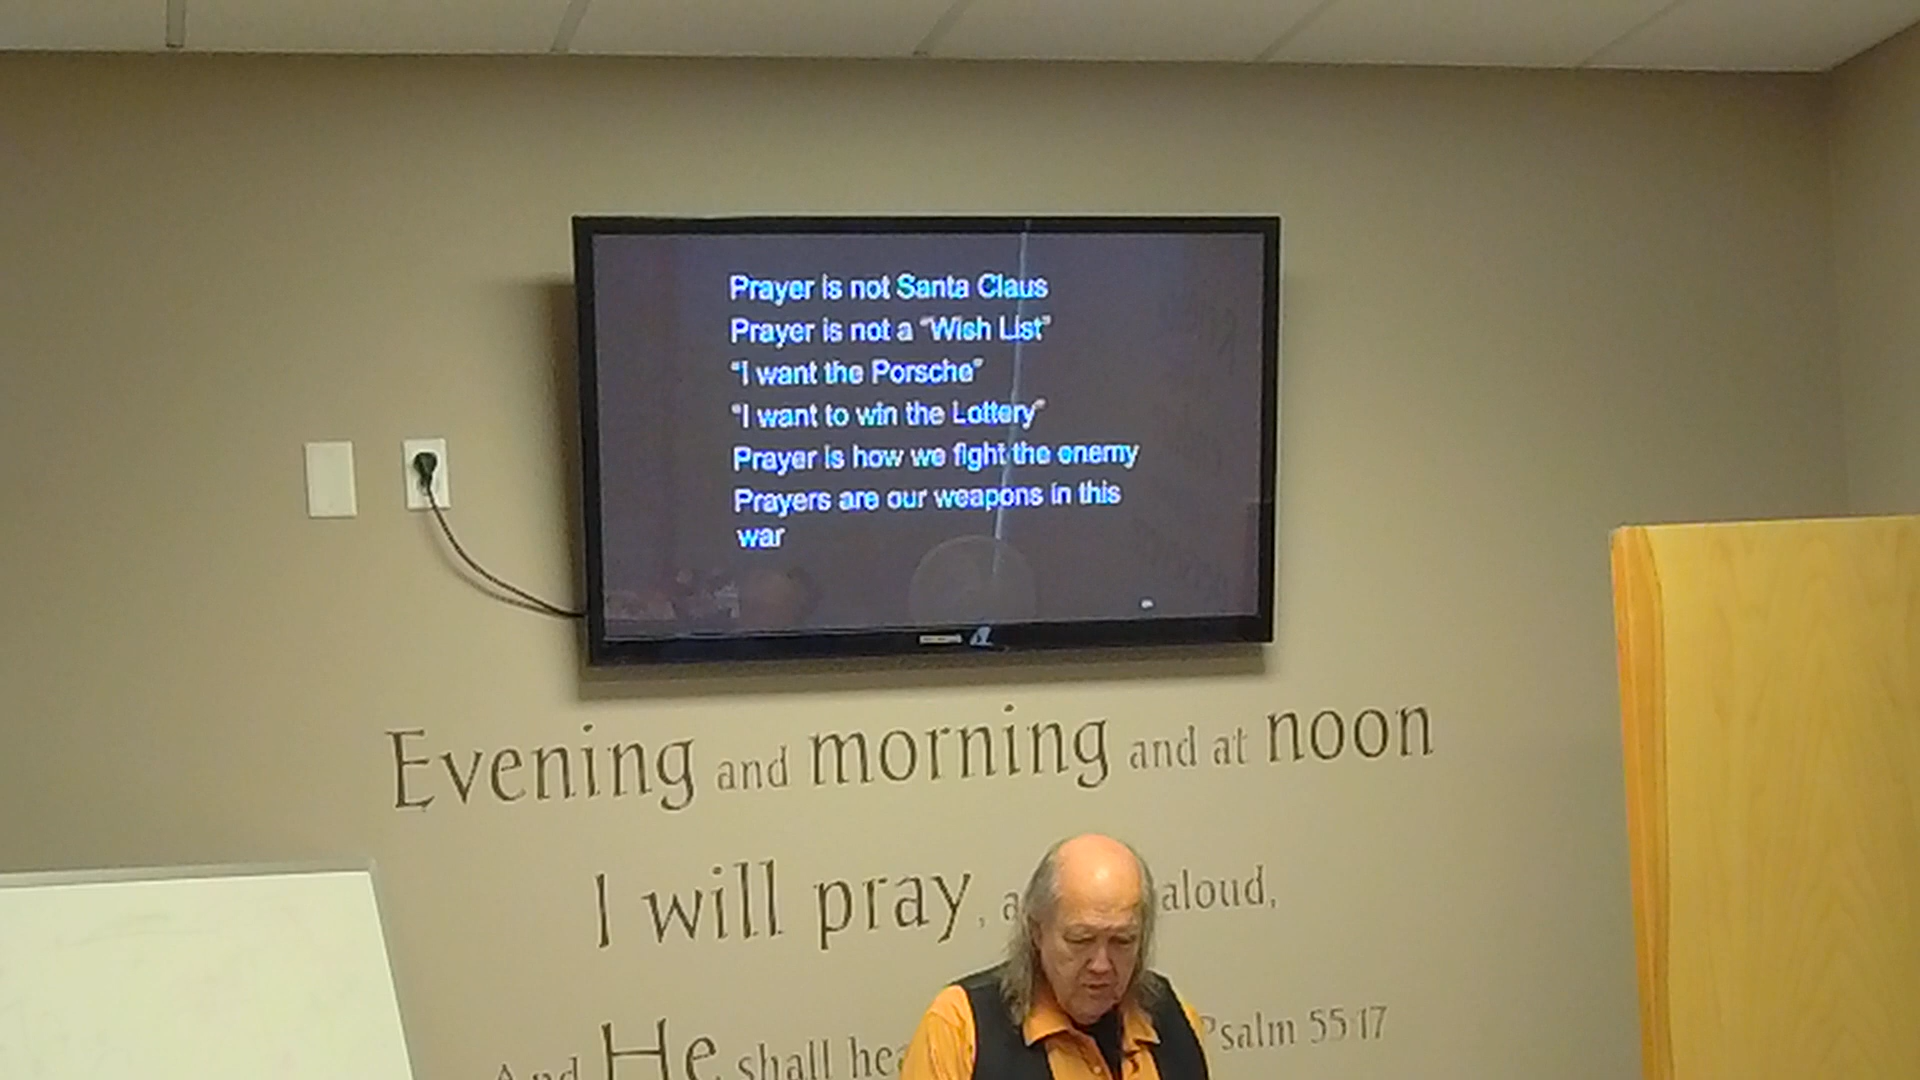 Prayer is not Santa Claus
Prayer is not a "Wish List"
"I want the Porsche"
"I want to win the Lottery"
Prayer is how we fight the enemy
Prayers are our weapons in this
war
Evening and morning and at noon
I will pray, aloud,
And He shall Psalm 55:17